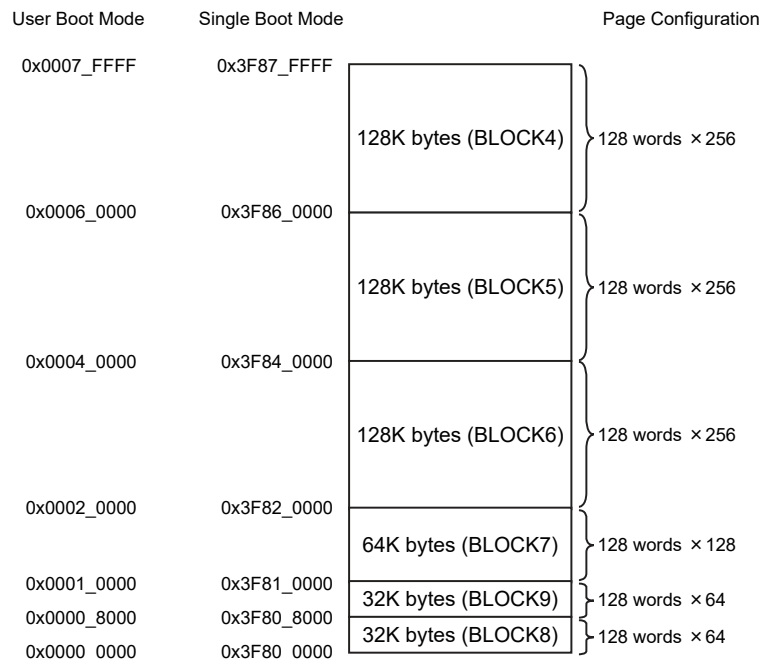 User Boot Mode Single Boot Mode Page Configuration
0x0007_FFFF 0x3F87_FFFF
128K bytes (BLOCK4) 128 words ×256
0x0006_0000 0x3F86_0000
128K bytes (BLOCK5) 128 words ×256
0x0004_0000 0x3F84_0000
128K bytes (BLOCK6) 128 words ×256
0x0002_0000 0x3F82_0000
64K bytes (BLOCK7) 128 words ×128
0x0001_0000 0x3F81_0000
32K bytes (BLOCK9) 128 words ×64
0x0000_8000 0x3F80_8000
32K bytes (BLOCK8) 128 words ×64
0x0000_0000 0x3F80_0000